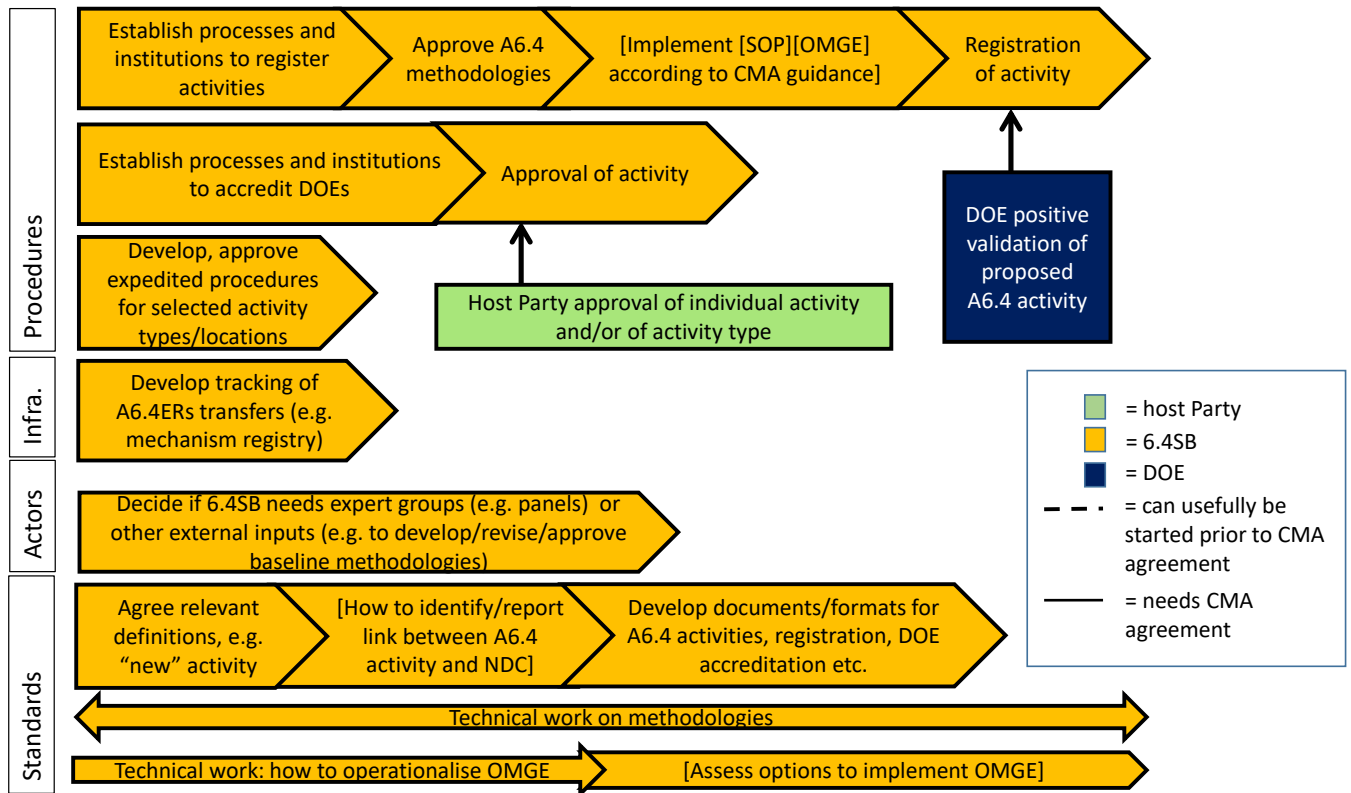 Procedures
Establish processes and
institutions to register
activities
Approve A6.4
methodologies
[Implement [SOP][OMGE]
according to CMA guidance]
Registration
of activity
Establish processes and institutions
to accredit DOEs
Approval of activity
DOE positive
validation of
proposed
A6.4 activity
Develop, approve
expedited procedures
for selected activity
types/locations
Host Party approval of individual activity
and/or of activity type
Infra.
Develop tracking of
A6.4ERs transfers (e.g.
mechanism registry)
Actors
Decide if 6.4SB needs expert groups (e.g. panels) or
other external inputs (e.g. to develop/revise/approve
baseline methodologies)
Standards
Agree relevant
definitions, e.g.
“new” activity
[How to identify/report
link between A6.4
activity and NDC]
Develop documents/formats for
A6.4 activities, registration, DOE
accreditation etc.
Technical work on methodologies
Technical work: how to operationalise OMGE
[Assess options to implement OMGE]
= host Party
= 6.4SB
= DOE
= can usefully be
started prior to CMA
agreement
= needs CMA
agreement